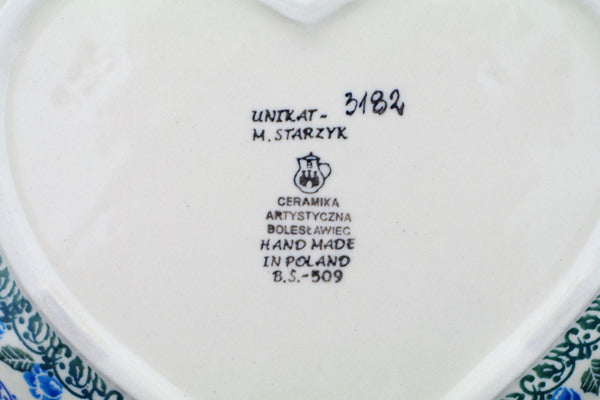 UNIKAT- 3182
M. STARZYK
B
CERAMIKA
ARTYSTYCZNA
BOLESŁAWIEC
HAND MADE
IN POLAND
B.S.-509